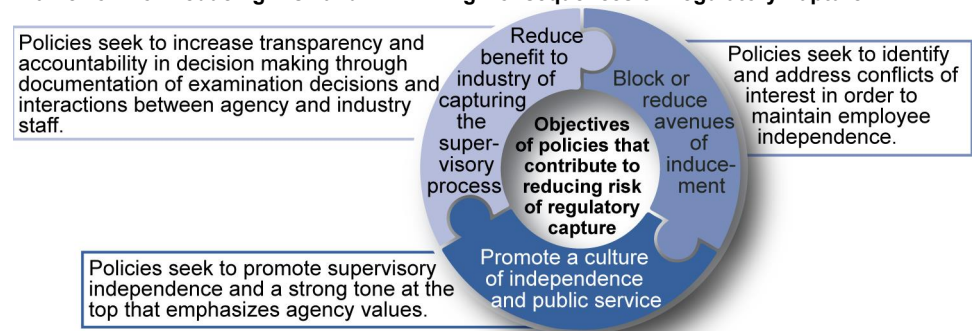 Policies seek to increase transparency and
accountability in decision making through
documentation of examination decisions and
interactions between agency and industry
staff.
Reduce
benefit to
industry of
capturing
the
super-
visory
process
Block or
reduce
avenues
of
induce-
ment
Policies seek to identify
and address conflicts of
interest in order to
maintain employee
independence.
Objectives
of policies that
contribute to
reducing risk
of regulatory
capture
Promote a culture
of independence
and public service
Policies seek to promote supervisory
independence and a strong tone at the
top that emphasizes agency values.